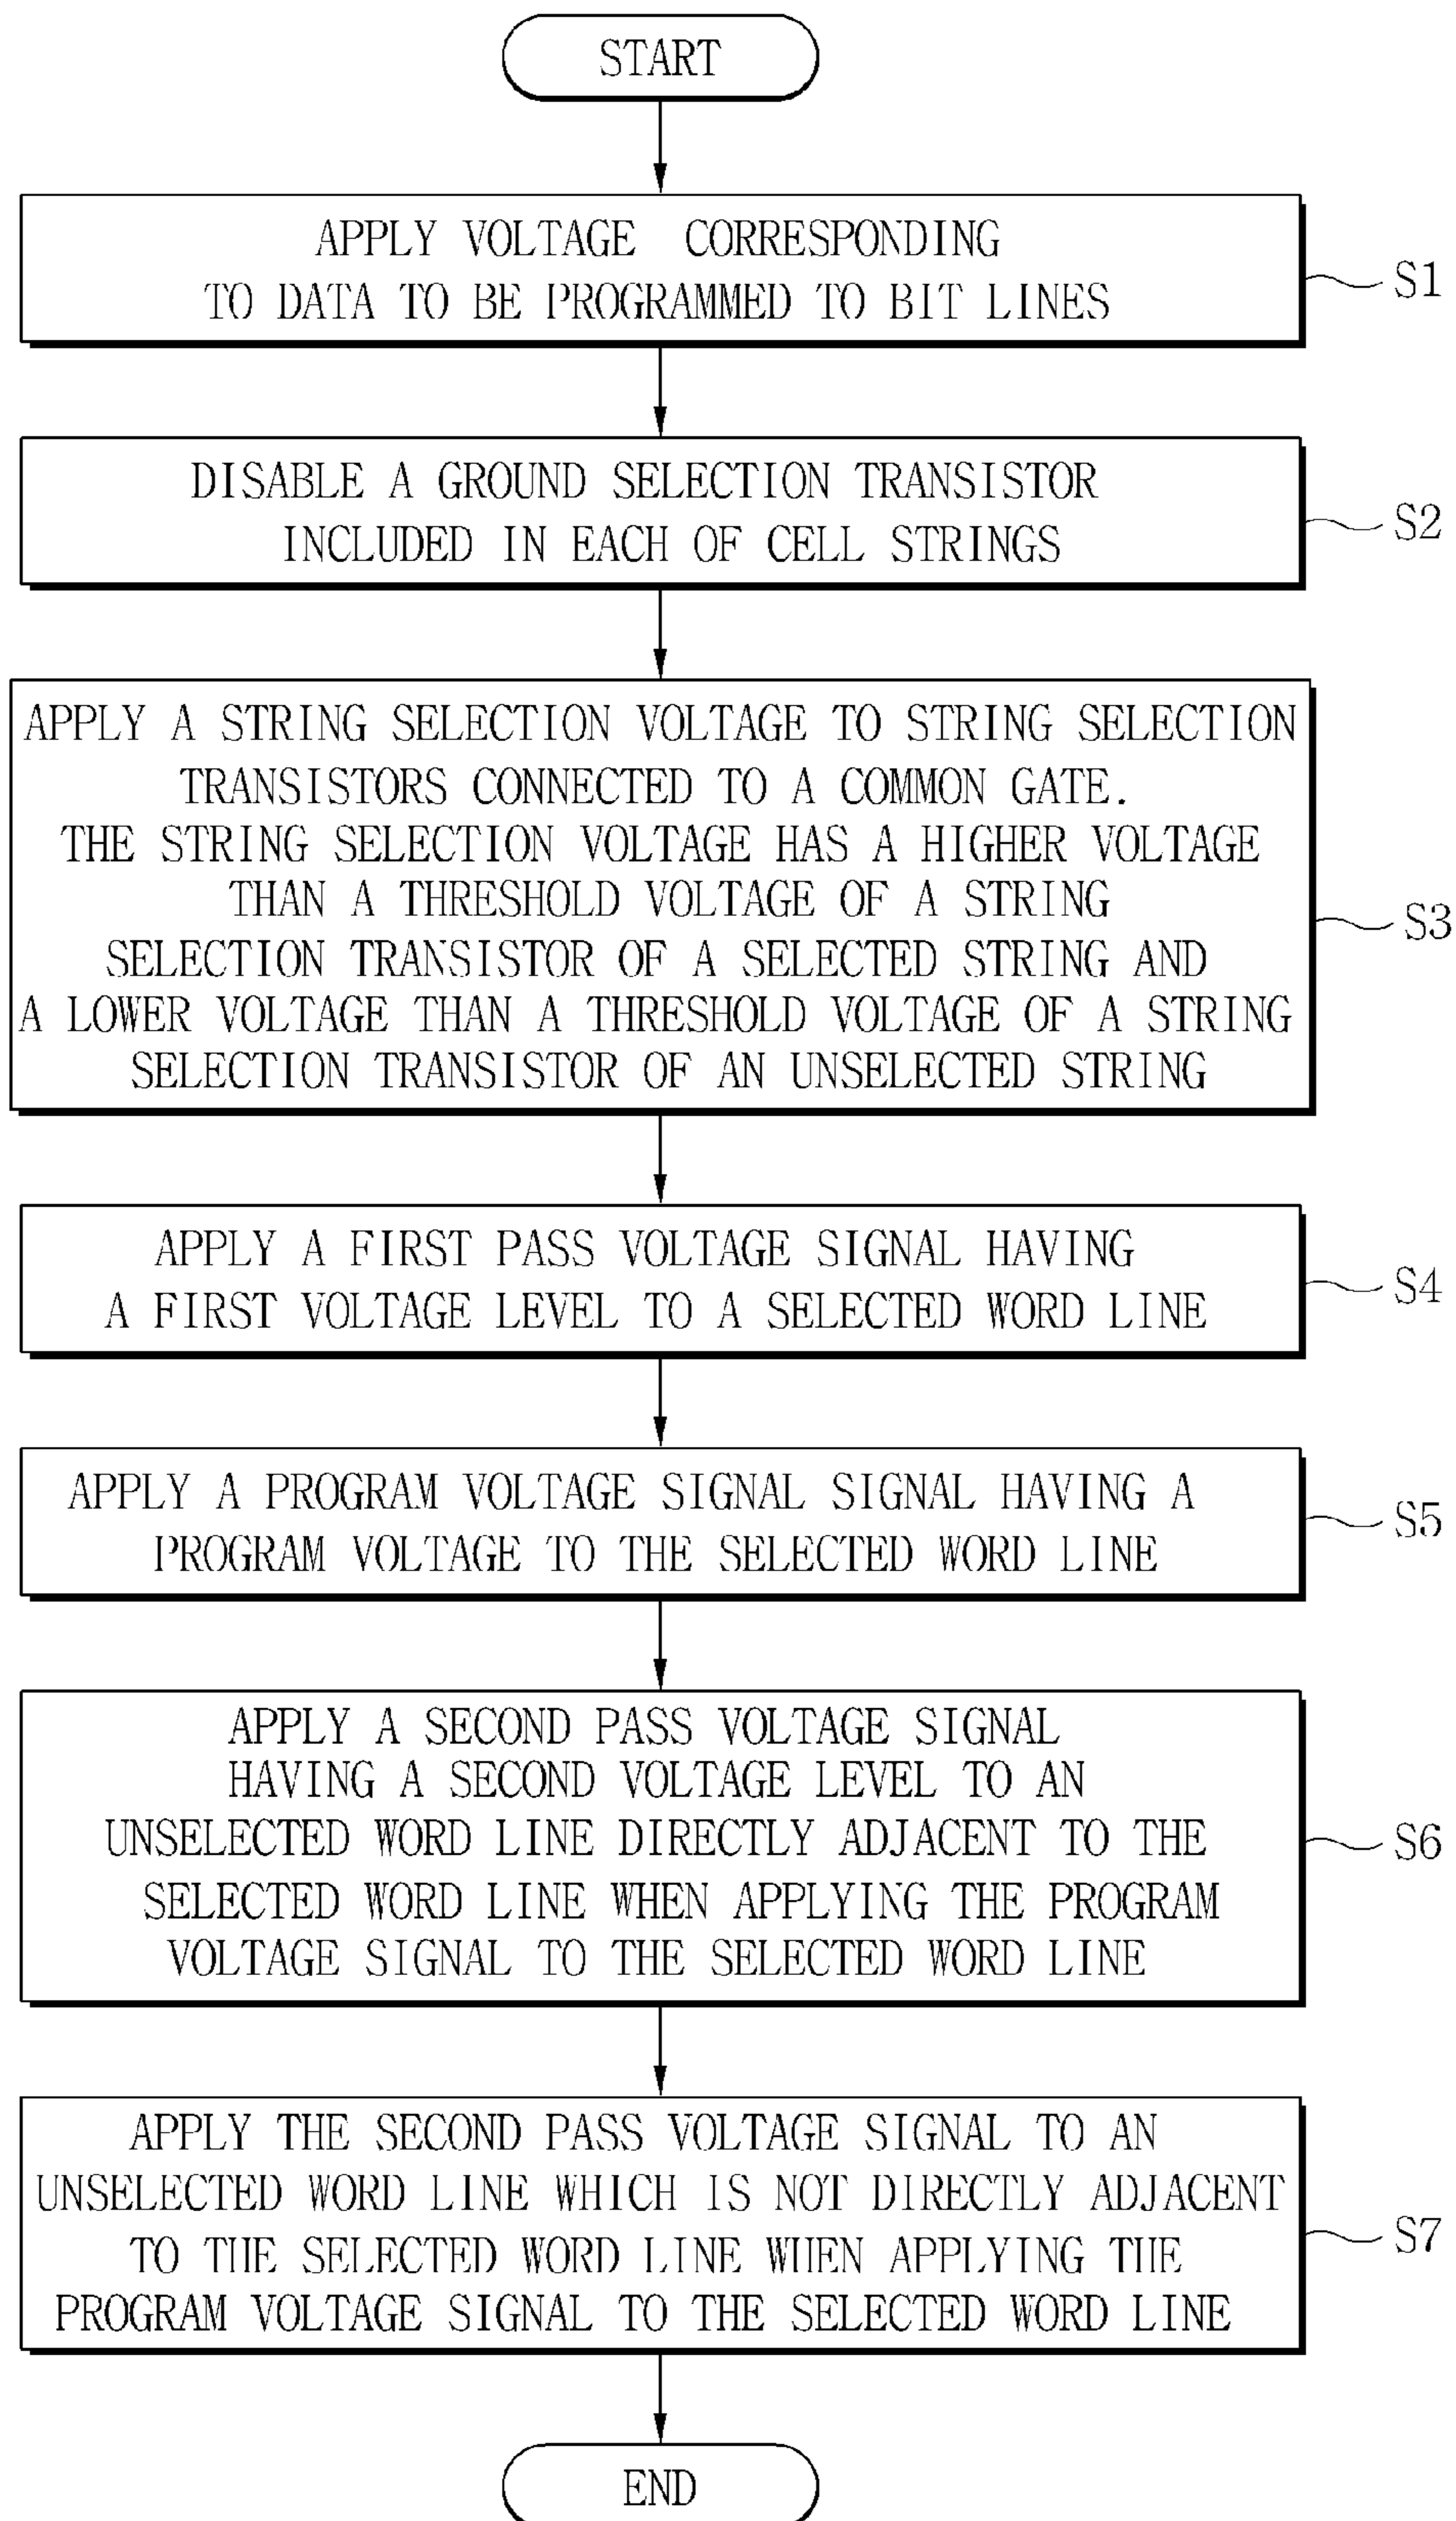 START
APPLY VOLTAGE CORRESPONDING
TO DATA TO BE PROGRAMMED TO BIT LINES
S1
DISABLE A GROUND SELECTION TRANSISTOR
INCLUDED IN EACH OF CELL STRINGS
S2
APPLY A STRING SELECTION VOLTAGE TO STRING SELECTION
TRANSISTORS CONNECTED TO A COMMON GATE.
THE STRING SELECTION VOLTAGE HAS A HIGHER VOLTAGE
THAN A THRESHOLD VOLTAGE OF A STRING
SELECTION TRANSISTOR OF A SELECTED STRING AND
A LOWER VOLTAGE THAN A THRESHOLD VOLTAGE OF A STRING
SELECTION TRANSISTOR OF AN UNSELECTED STRING
S3
APPLY A FIRST PASS VOLTAGE SIGNAL HAVING
A FIRST VOLTAGE LEVEL TO A SELECTED WORD LINE
S4
APPLY A PROGRAM VOLTAGE SIGNAL SIGNAL HAVING A
PROGRAM VOLTAGE TO THE SELECTED WORD LINE
S5
APPLY A SECOND PASS VOLTAGE SIGNAL
HAVING A SECOND VOLTAGE LEVEL TO AN
UNSELECTED WORD LINE DIRECTLY ADJACENT TO THE
SELECTED WORD LINE WHEN APPLYING THE PROGRAM
VOLTAGE SIGNAL TO THE SELECTED WORD LINE
S6
APPLY THE SECOND PASS VOLTAGE SIGNAL TO AN
UNSELECTED WORD LINE WHICH IS NOT DIRECTLY ADJACENT
TO THE SELECTED WORD LINE WHEN APPLYING THE
PROGRAM VOLTAGE SIGNAL TO THE SELECTED WORD LINE
S7
END